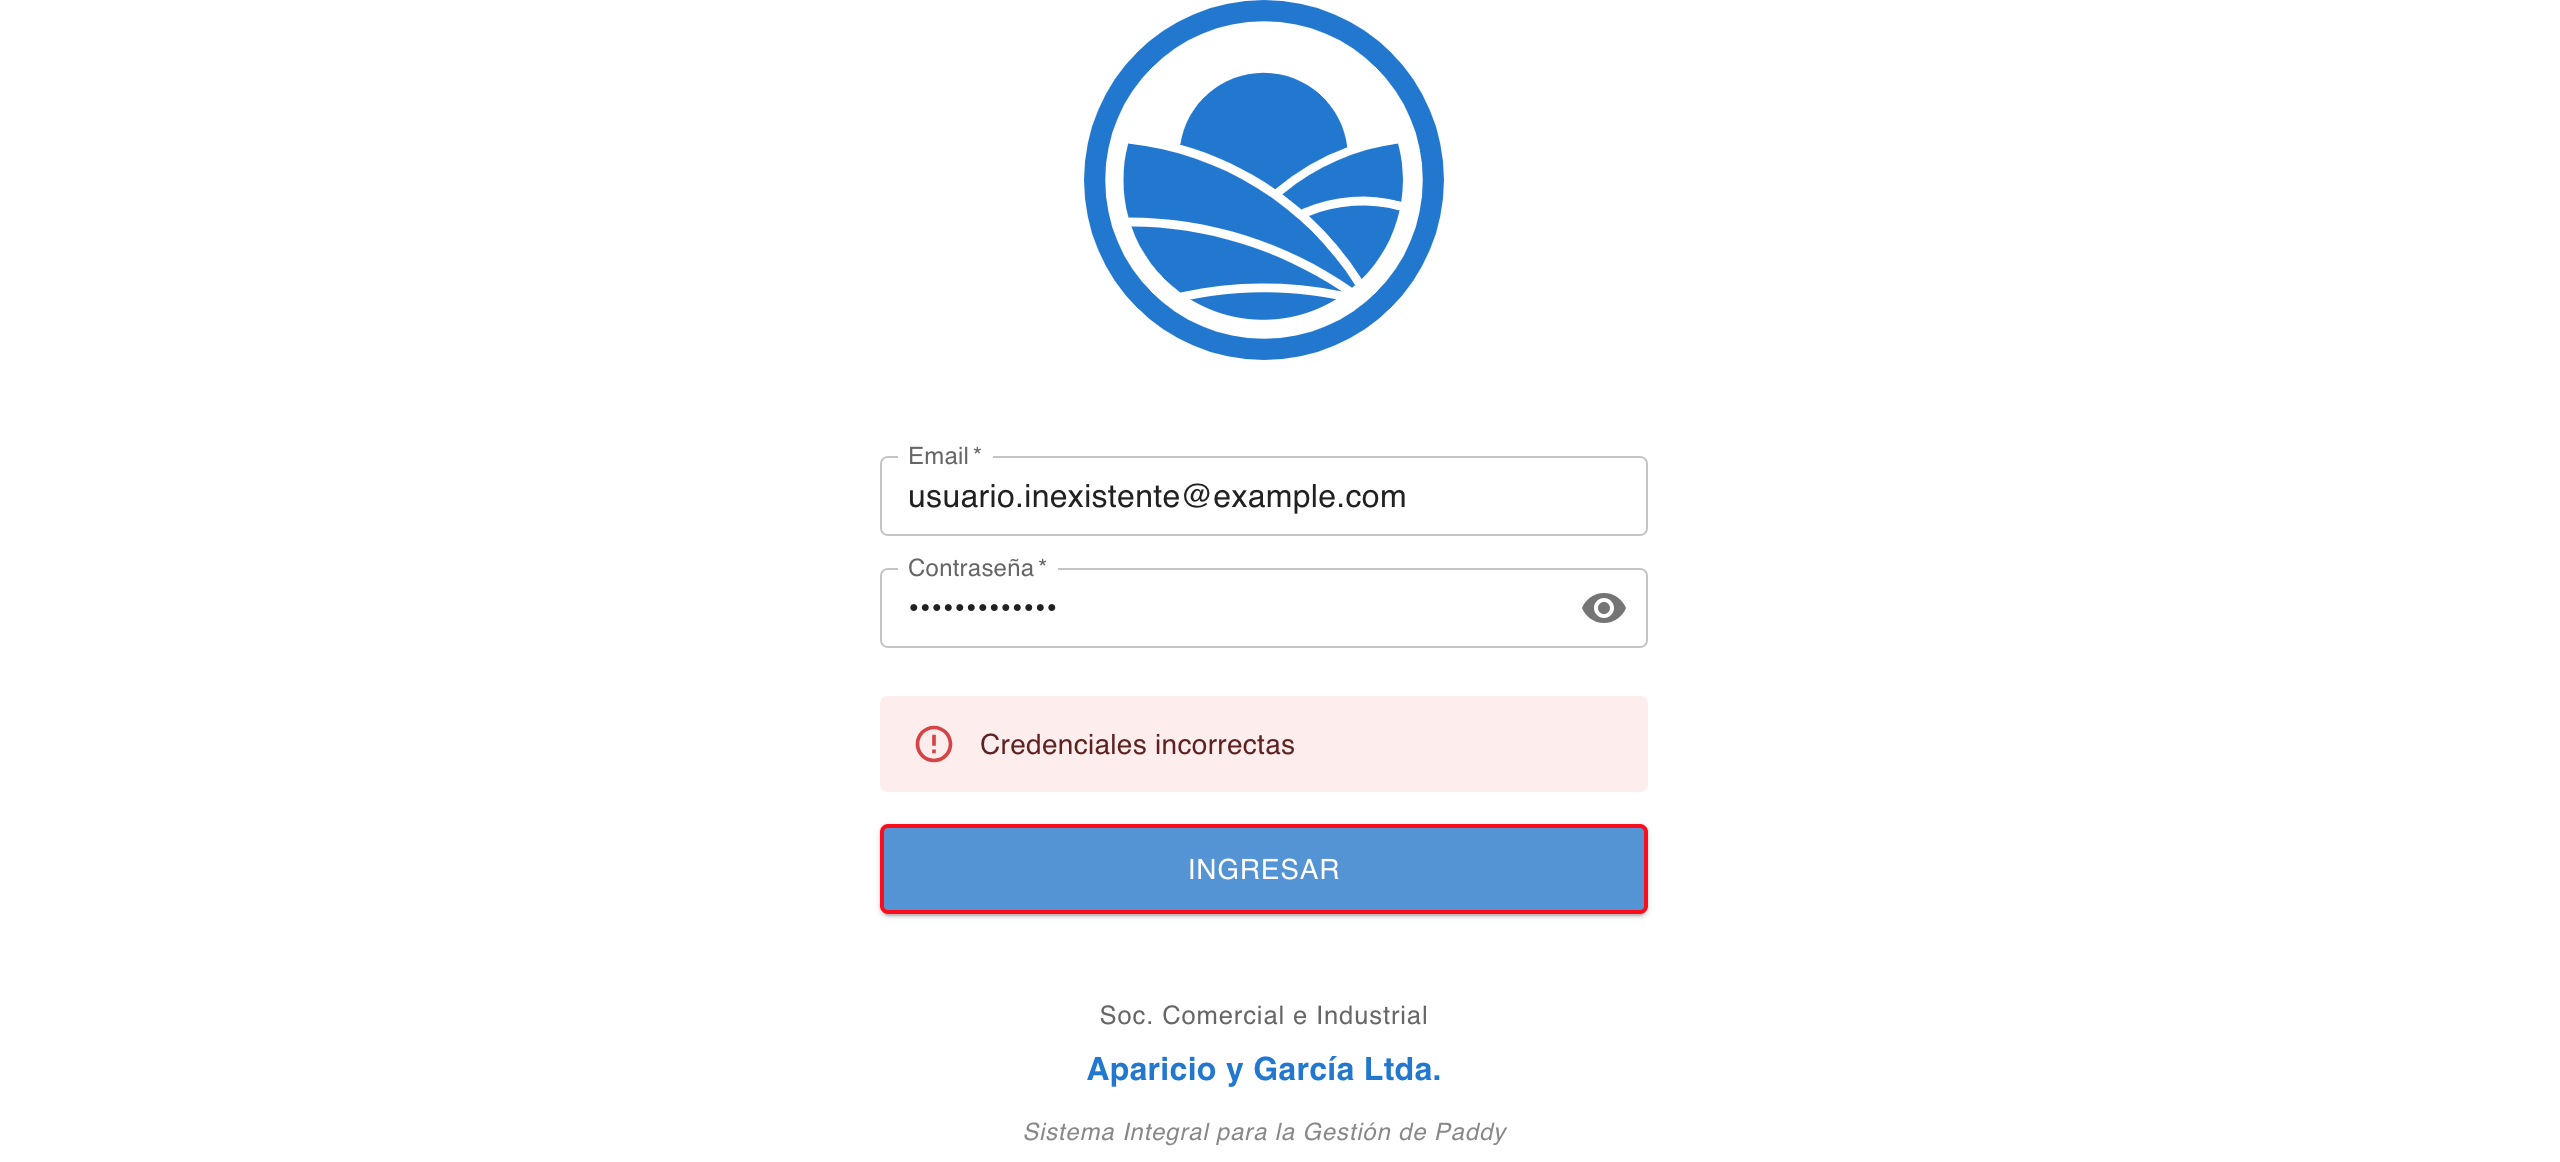 Email *
usuario.inexistente@example.com
Contraseña *
•••••••••••••
Credenciales incorrectas
INGRESAR
Soc. Comercial e Industrial
Aparicio y García Ltda.
Sistema Integral para la Gestión de Paddy